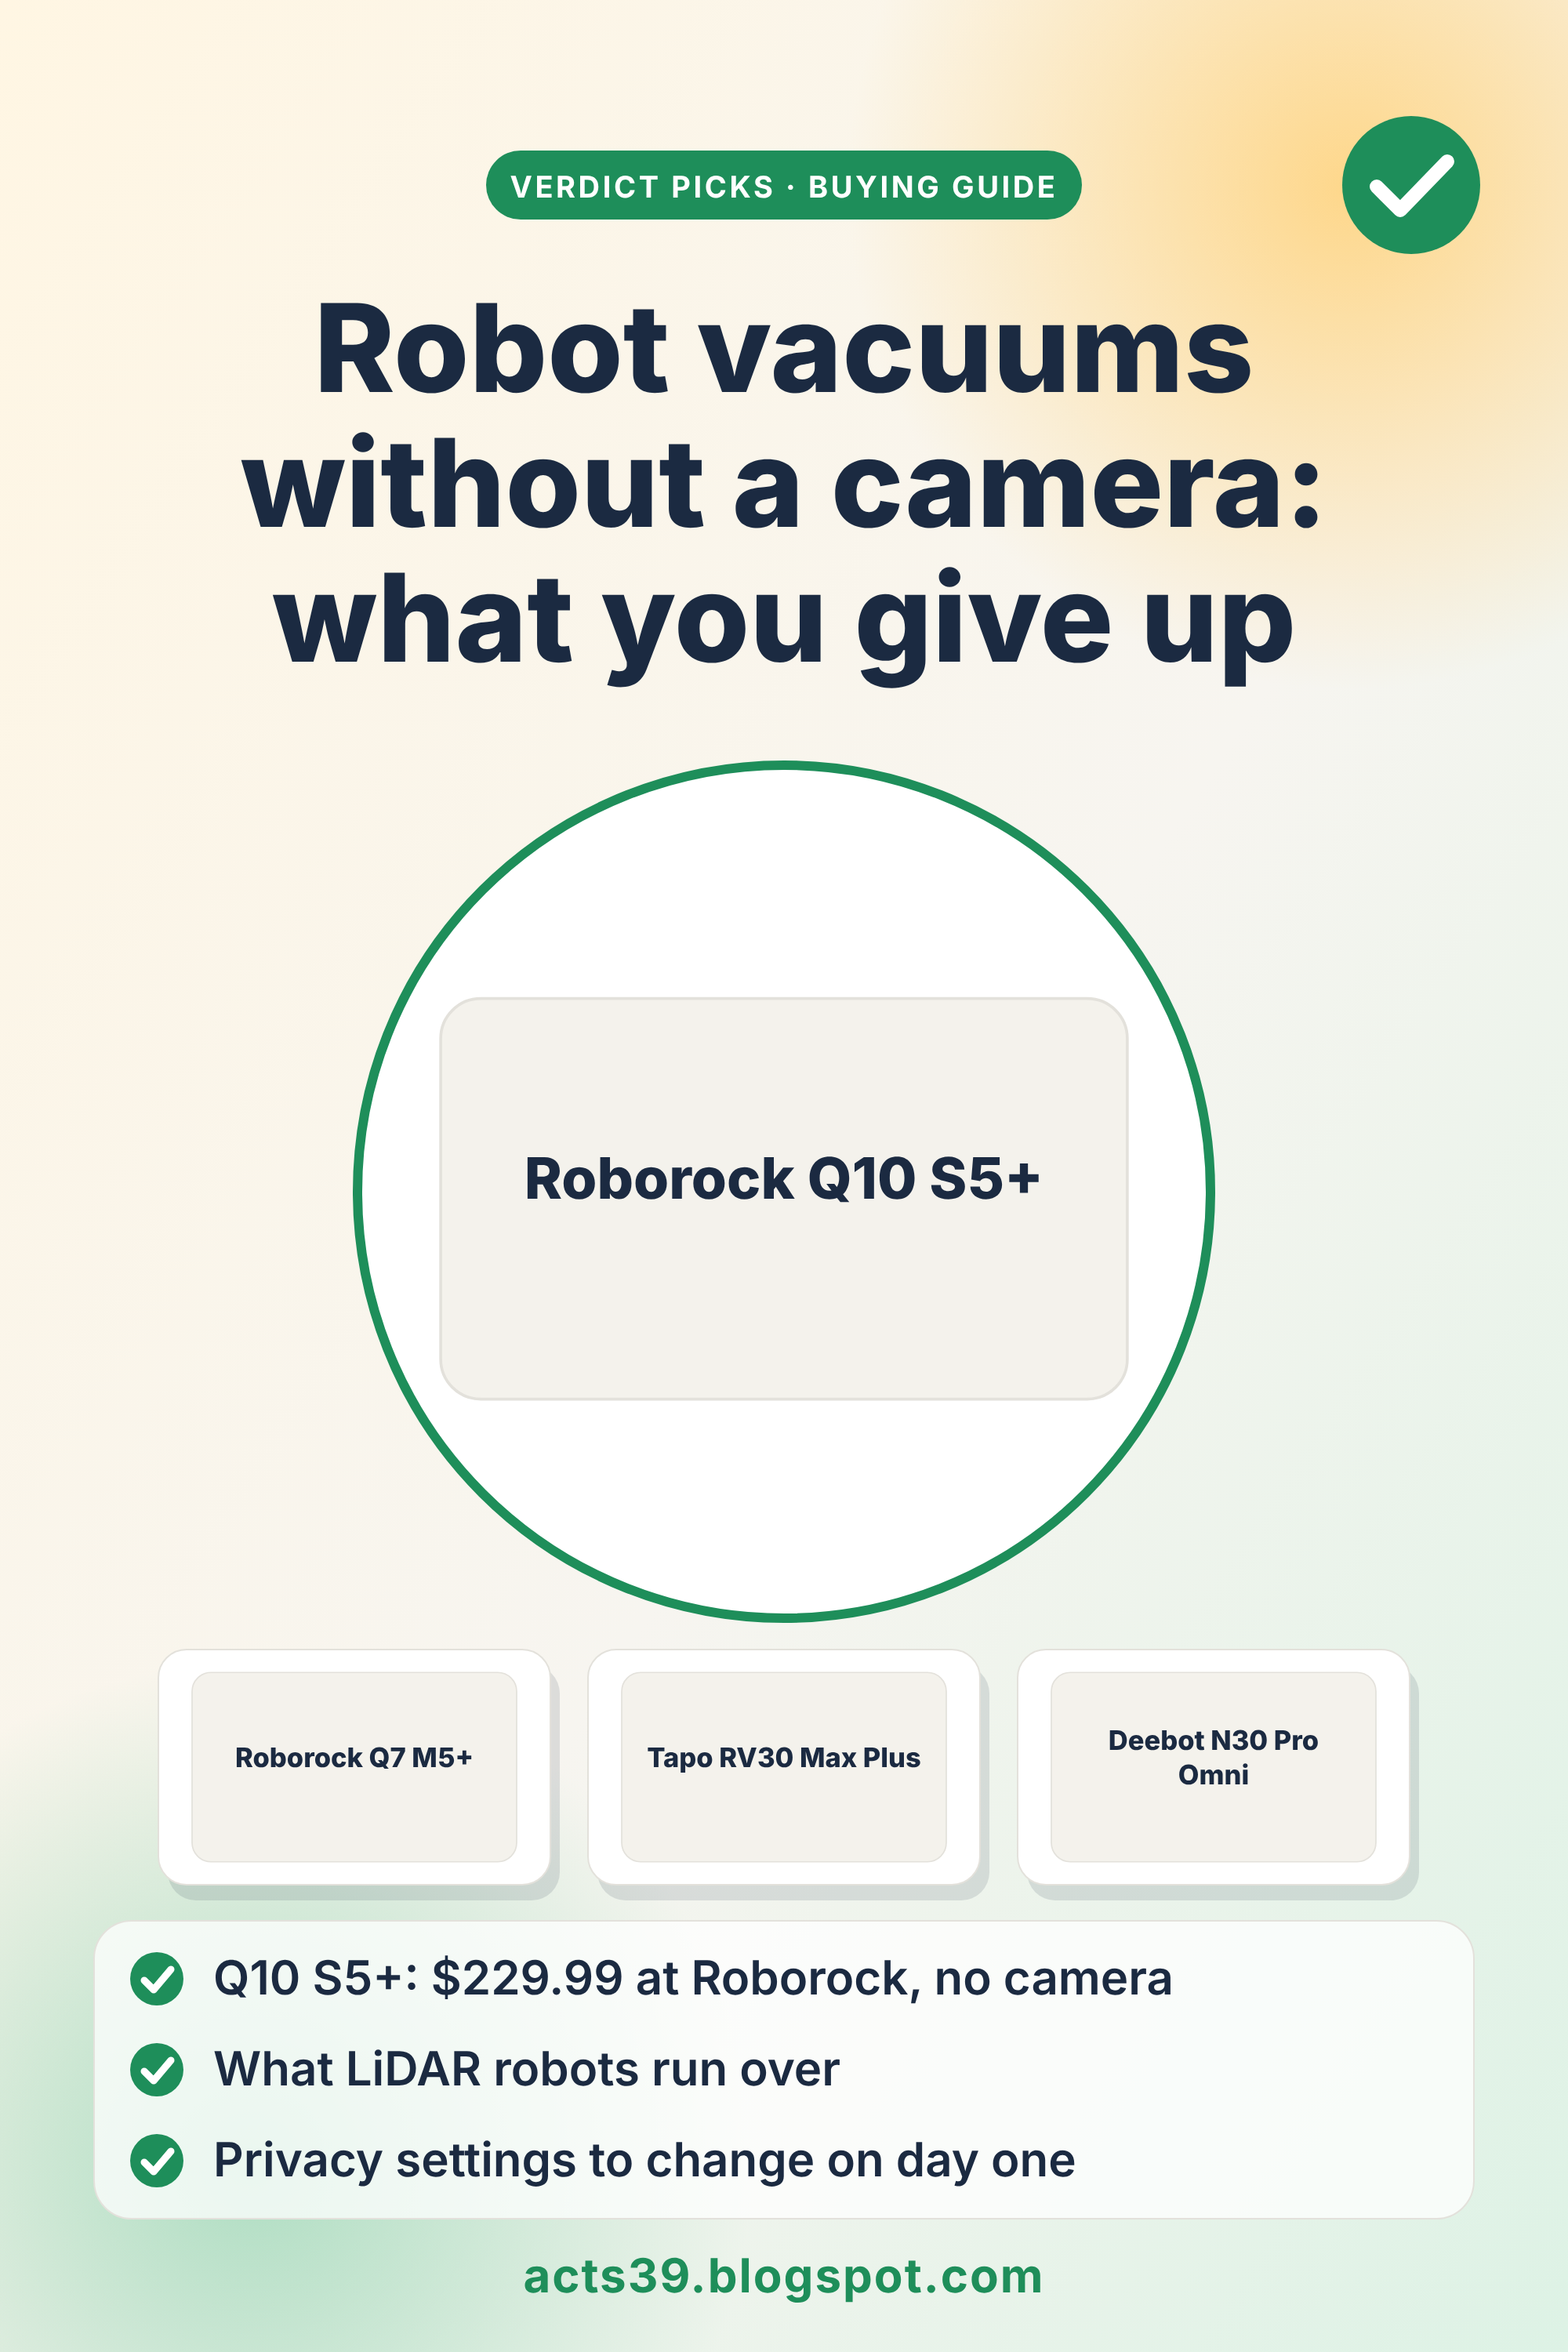 VERDICT PICKS · BUYING GUIDE
Robot vacuums
without a camera:
what you give up
Roborock Q10 S5+
Roborock Q7 M5+
Tapo RV30 Max Plus
Deebot N30 Pro
Omni
Q10 S5+: $229.99 at Roborock, no camera
What LiDAR robots run over
Privacy settings to change on day one
acts39.blogspot.com